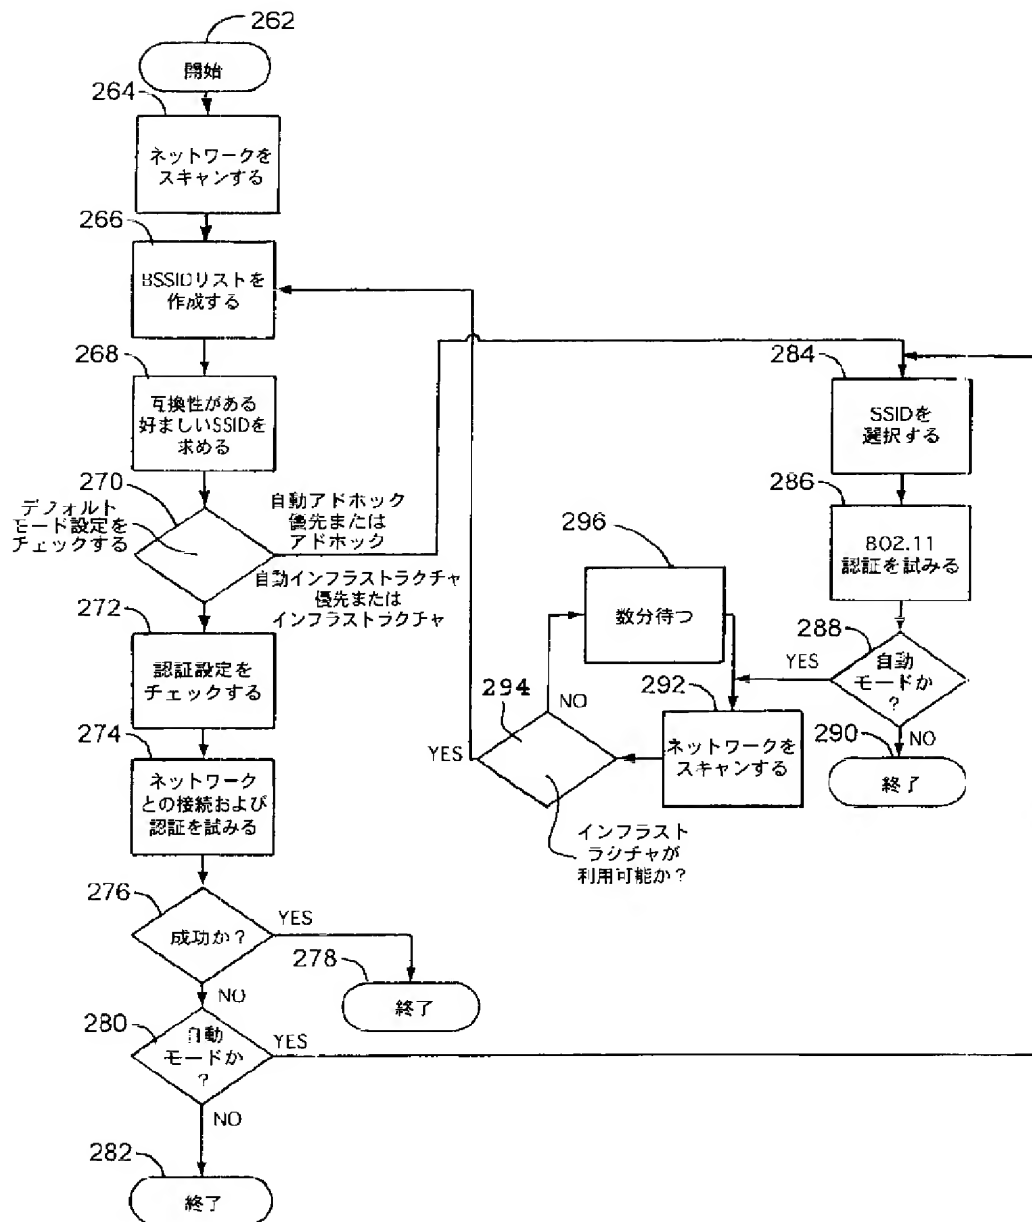 262
開始
264
ネットワークを
スキャンする
266
BSSIDリストを
作成する
268
互換性がある
好ましいSSIDを
求める
270
デフォルト
モード設定を
チェックする
自動アドホック
優先または
アドホック
自動インフラストラクチャ
優先または
インフラストラクチャ
272
認証設定を
チェックする
274
ネットワーク
との接続および
認証を試みる
276
成功か?
YES
278
終了
NO
280
自動
モードか
?
YES
NO
282
終了
284
SSIDを
選択する
286
802.11
認証を試みる
288
自動
モードか
?
YES
NO
290
終了
292
ネットワークを
スキャンする
294
YES
NO
インフラスト
ラクチャが
利用可能か?
296
数分待つ